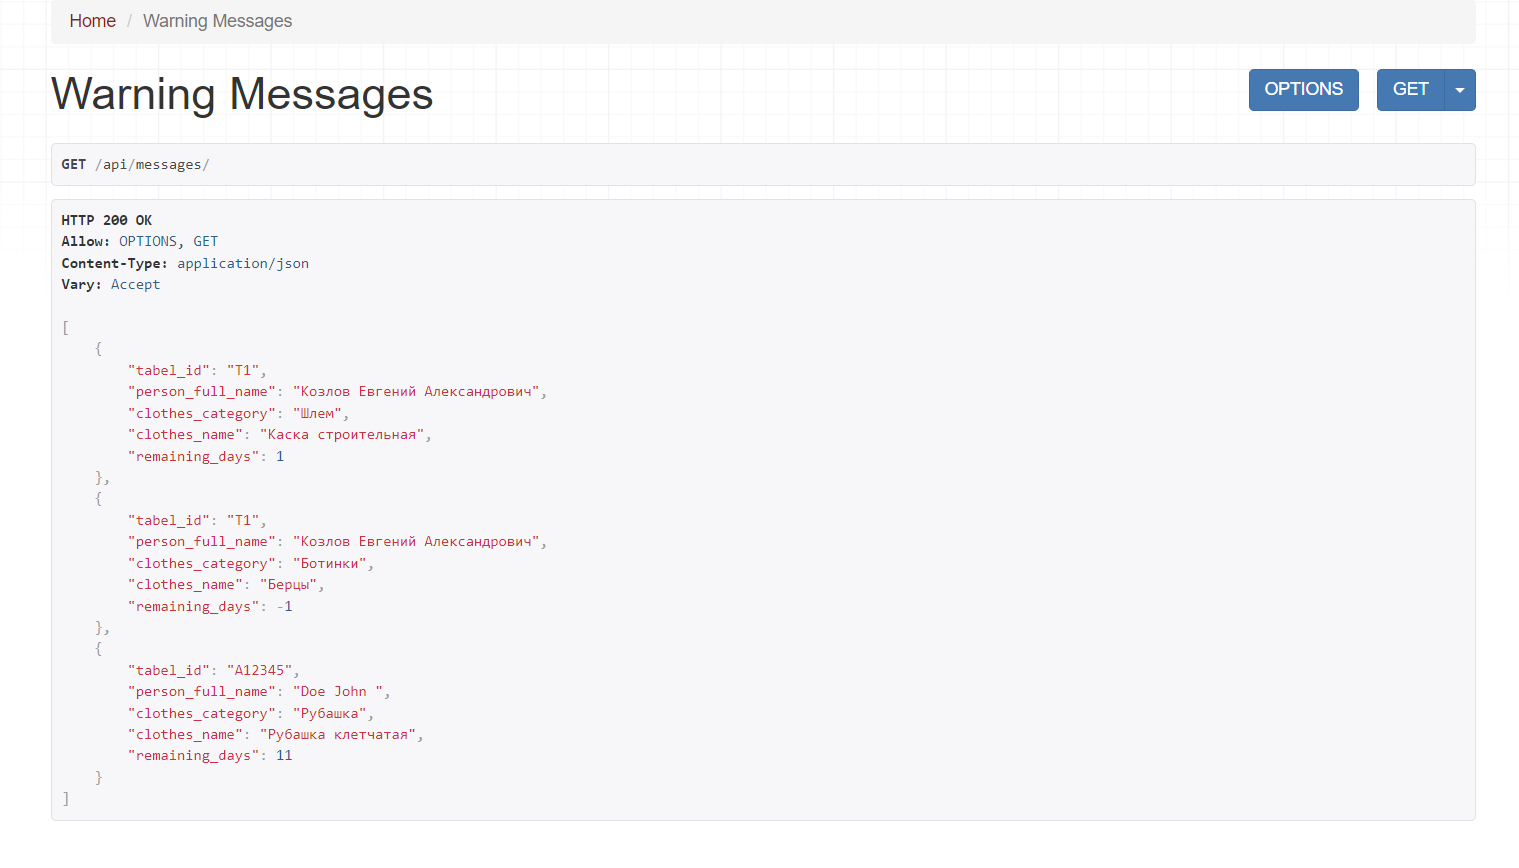 Home / Warning Messages
Warning Messages
OPTIONS GET
GET /api/messages/
HTTP 200 OK
Allow: OPTIONS, GET
Content-Type: application/json
Vary: Accept
[
    {
        "tabel_id": "T1",
        "person_full_name": "Козлов Евгений Александрович",
        "clothes_category": "Шлем",
        "clothes_name": "Каска строительная",
        "remaining_days": 1
    },
    {
        "tabel_id": "T1",
        "person_full_name": "Козлов Евгений Александрович",
        "clothes_category": "Ботинки",
        "clothes_name": "Берцы",
        "remaining_days": -1
    },
    {
        "tabel_id": "A12345",
        "person_full_name": "Doe John ",
        "clothes_category": "Рубашка",
        "clothes_name": "Рубашка клетчатая",
        "remaining_days": 11
    }
]